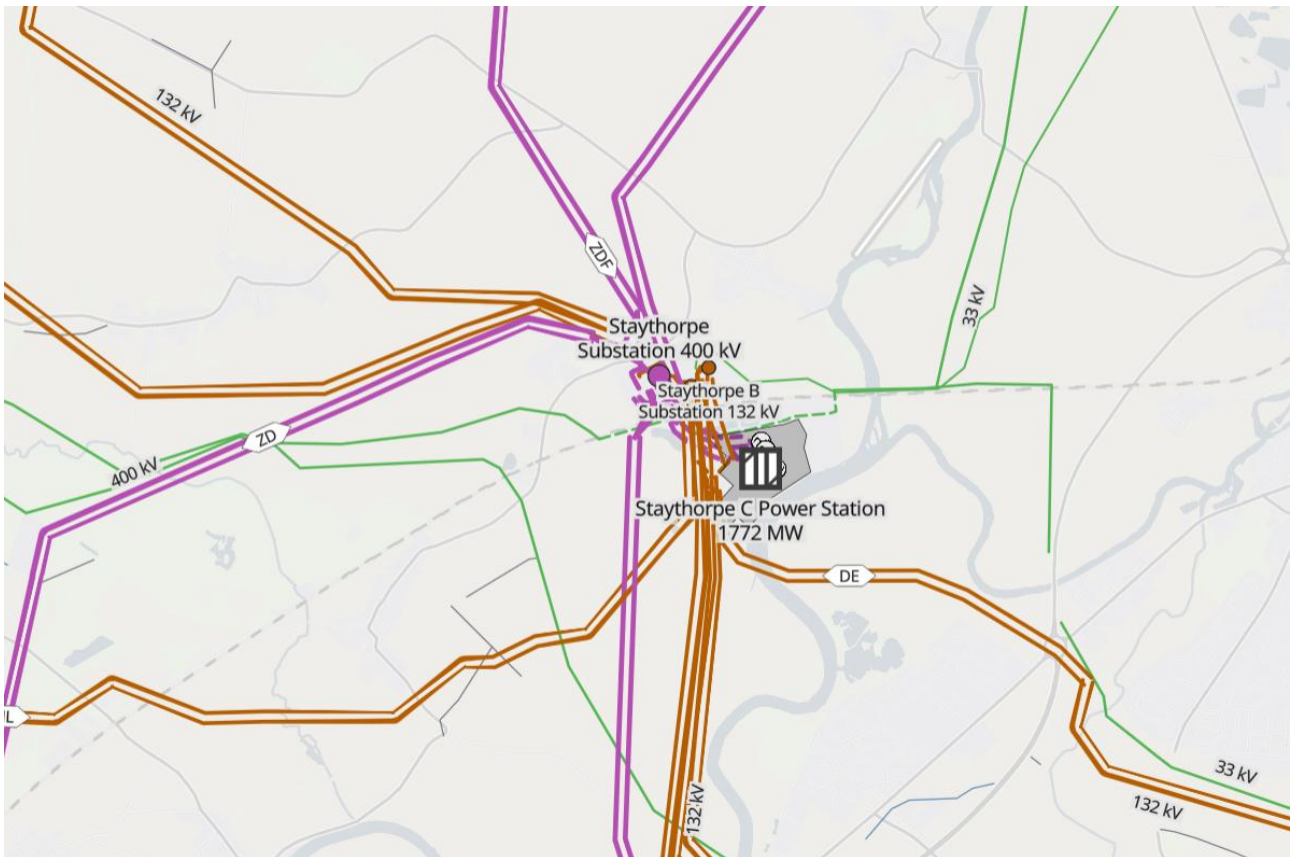 132 kV
ZDF
33 kV
Staythorpe
Substation 400 kV
Staythorpe B
Substation 132 kV
ZD
400 kV
Staythorpe C Power Station
1772 MW
DE
L
132 kV
33 kV
132 kV